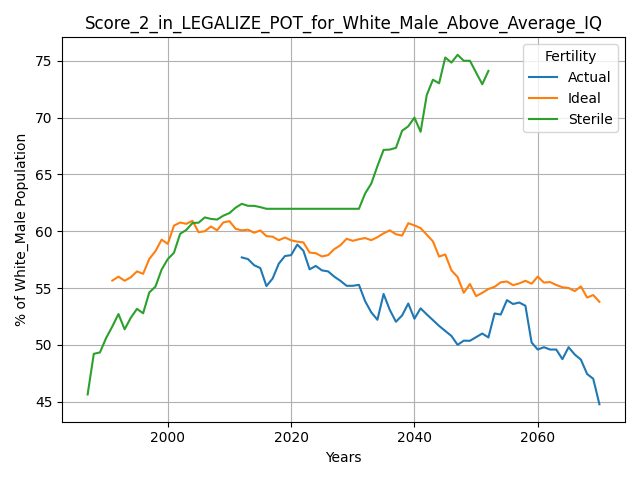 Score_2_in_LEGALIZE_POT_for_White_Male_Above_Average_IQ
Fertility
Actual
Ideal
Sterile
75
70
65
60
55
50
45
% of White_Male Population
2000 2020 2040 2060
Years